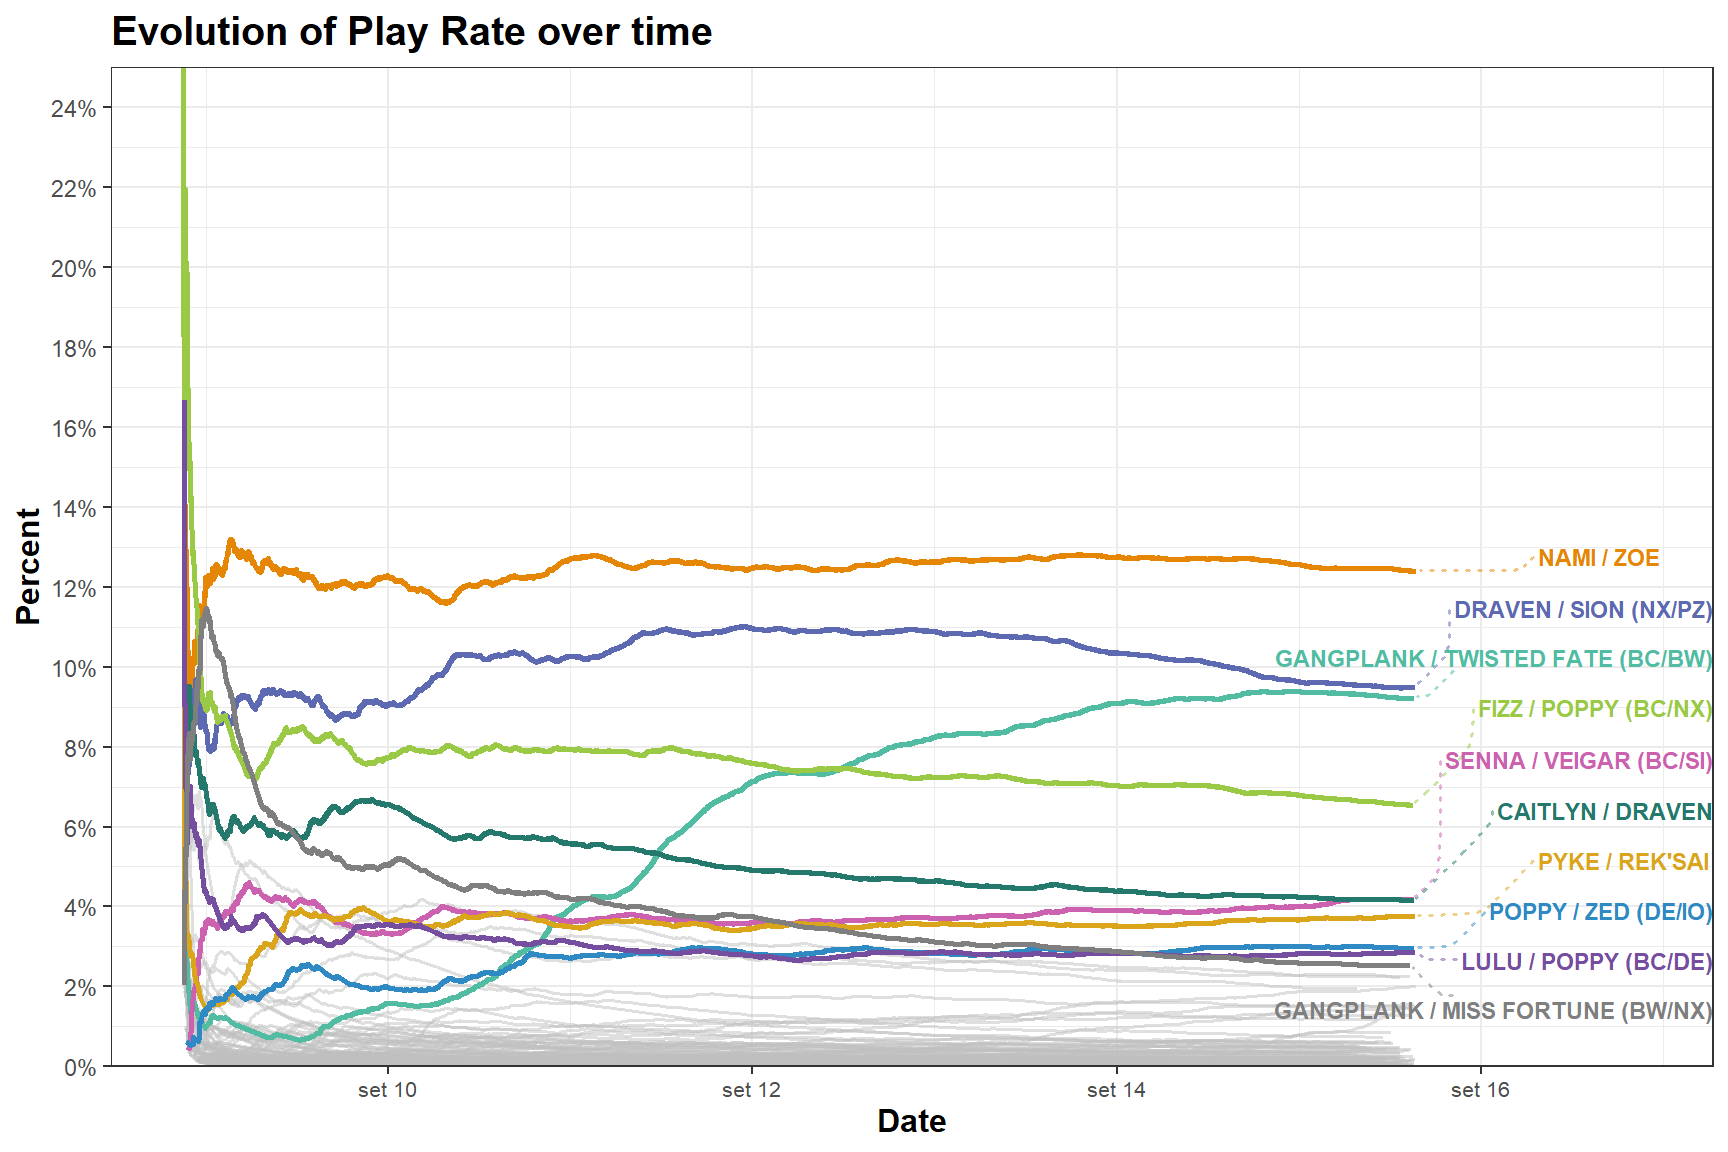 Evolution of Play Rate over time
24%
22%
20%
18%
16%
14%
12%
10%
8%
6%
4%
2%
0%
Percent
NAMI / ZOE
DRAVEN / SION (NX/PZ)
GANGPLANK / TWISTED FATE (BC/BW)
FIZZ / POPPY (BC/NX)
SENNA / VEIGAR (BC/SI)
CAITLYN / DRAVEN
PYKE / REK'SAI
POPPY / ZED (DE/IO)
LULU / POPPY (BC/DE)
GANGPLANK / MISS FORTUNE (BW/NX)
set 10
set 12
set 14
set 16
Date